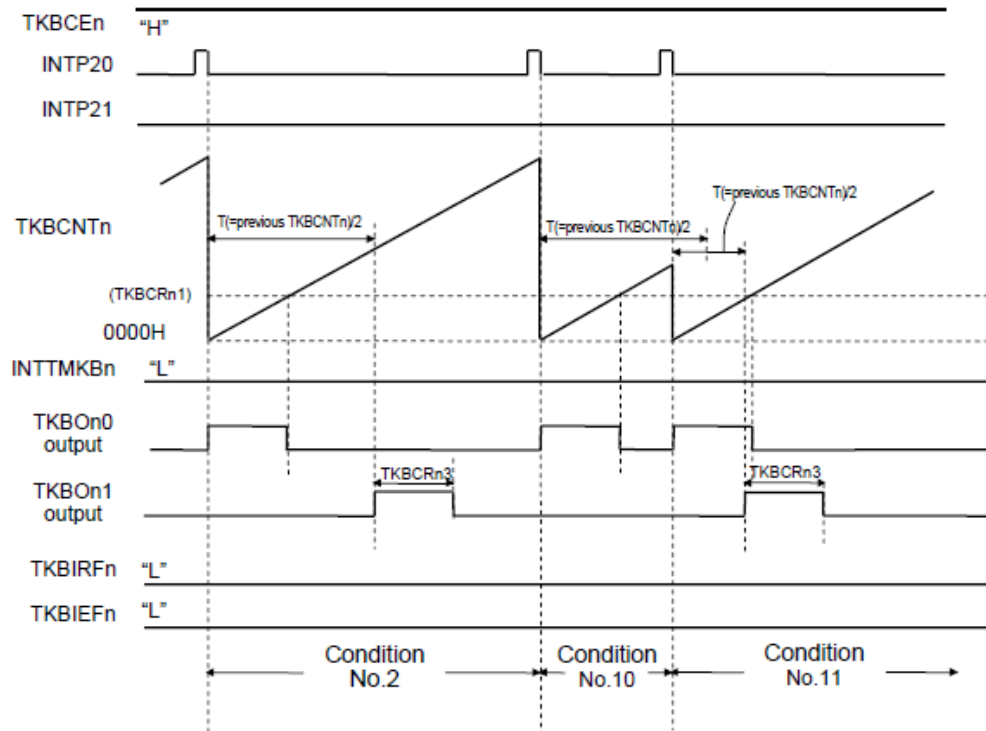 TKBCEn
"H"
INTP20
INTP21
T(=previous TKBCNTn)/2
T(=previous TKBCNTn)/2
T(=previous TKBCNTn)/2
TKBCNTn
(TKBCRn1)
0000H
INTTMKBn "L"
TKBOn0
output
TKBCRn3
TKBCRn3
TKBOn1
output
TKBIRFn "L"
TKBIEFn "L"
Condition
No.2
Condition
No.10
Condition
No.11